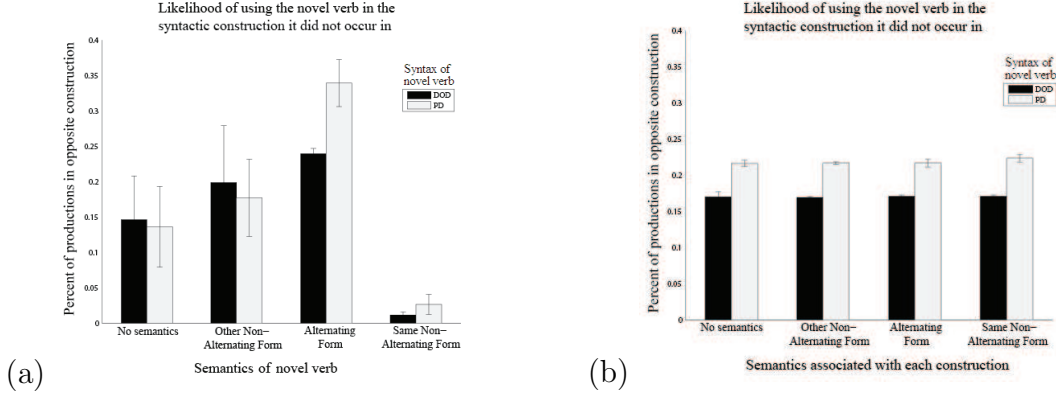 Likelihood of using the novel verb in the
syntactic construction it did not occur in
Percent of productions in opposite construction
0.4
0.35
0.3
0.25
0.2
0.15
0.1
0.05
0
Syntax of
novel verb
DOD
PD
No semantics
Other Non–
Alternating Form
Alternating
Form
Same Non–
Alternating Form
Semantics of novel verb
(a)
Likelihood of using the novel verb in the
syntactic construction it did not occur in
Percent of productions in opposite construction
0.4
0.35
0.3
0.25
0.2
0.15
0.1
0.05
0
Syntax of
novel verb
DOD
PD
No semantics
Other Non–
Alternating Form
Alternating
Form
Same Non–
Alternating Form
Semantics associated with each construction
(b)